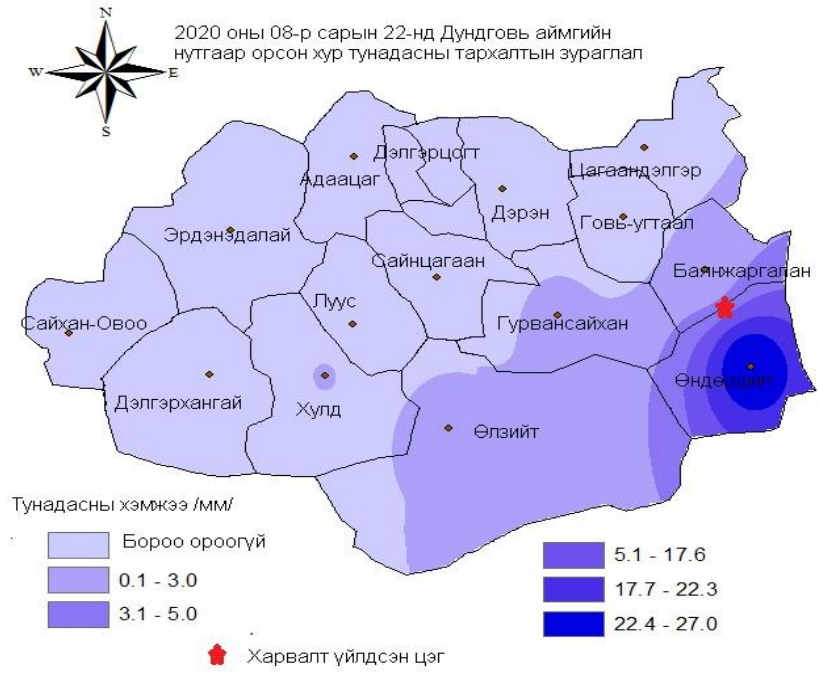 N
2020 оны 08-р сарын 22-нд Дундговь аймгийн
нутгаар орсон хур тунадасны тархалтын зураглал
W E
S
Дэлгэрцогт
Цагаандэлгэр
Адаацаг
Дэрэн
Говь-угтаал
Эрдэнэдалай
Сайнцагаан
Баянжаргалан
Луус
Сайхан-Овоо
Гурвансайхан
Өндөршил
Дэлгэрхангай
Хулд
Өлзийт
Тунадасны хэмжээ /мм/
Бороо ороогүй
0.1 - 3.0
3.1 - 5.0
5.1 - 17.6
17.7 - 22.3
22.4 - 27.0
Харвалт үйлдсэн цэг